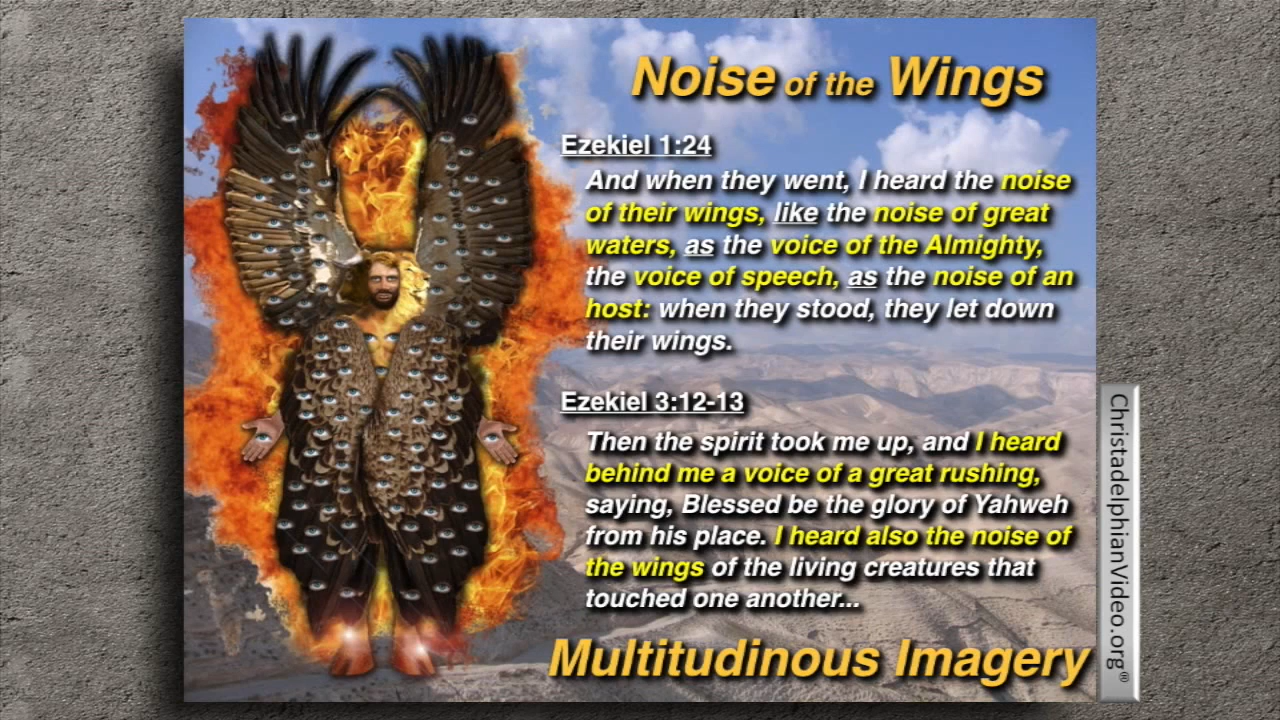 Noise of the Wings
Ezekiel 1:24
And when they went, I heard the noise
of their wings, like the noise of great
waters, as the voice of the Almighty,
the voice of speech, as the noise of an
host: when they stood, they let down
their wings.
Ezekiel 3:12-13
Then the spirit took me up, and I heard
behind me a voice of a great rushing,
saying, Blessed be the glory of Yahweh
from his place. I heard also the noise of
the wings of the living creatures that
touched one another...
Multitudinous Imagery
ChristadelphianVideo.org®